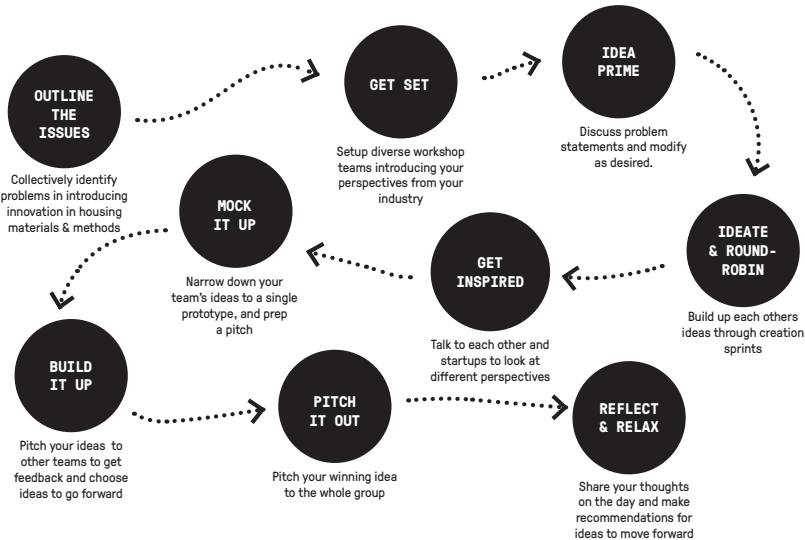 OUTLINE
THE
ISSUES
Collectively identify
problems in introducing
innovation in housing
materials & methods
GET SET
Setup diverse workshop
teams introducing your
perspectives from your
industry
IDEA
PRIME
Discuss problem
statements and modify
as desired.
IDEATE
& ROUND-
ROBIN
Build up each others
ideas through creation
sprints
GET
INSPIRED
Talk to each other and
startups to look at
different perspectives
MOCK
IT UP
Narrow down your
team's ideas to a single
prototype, and prep
a pitch
BUILD
IT UP
Pitch your ideas to
other teams to get
feedback and choose
ideas to go forward
PITCH
IT OUT
Pitch your winning idea
to the whole group
REFLECT
& RELAX
Share your thoughts
on the day and make
recommendations for
ideas to move forward